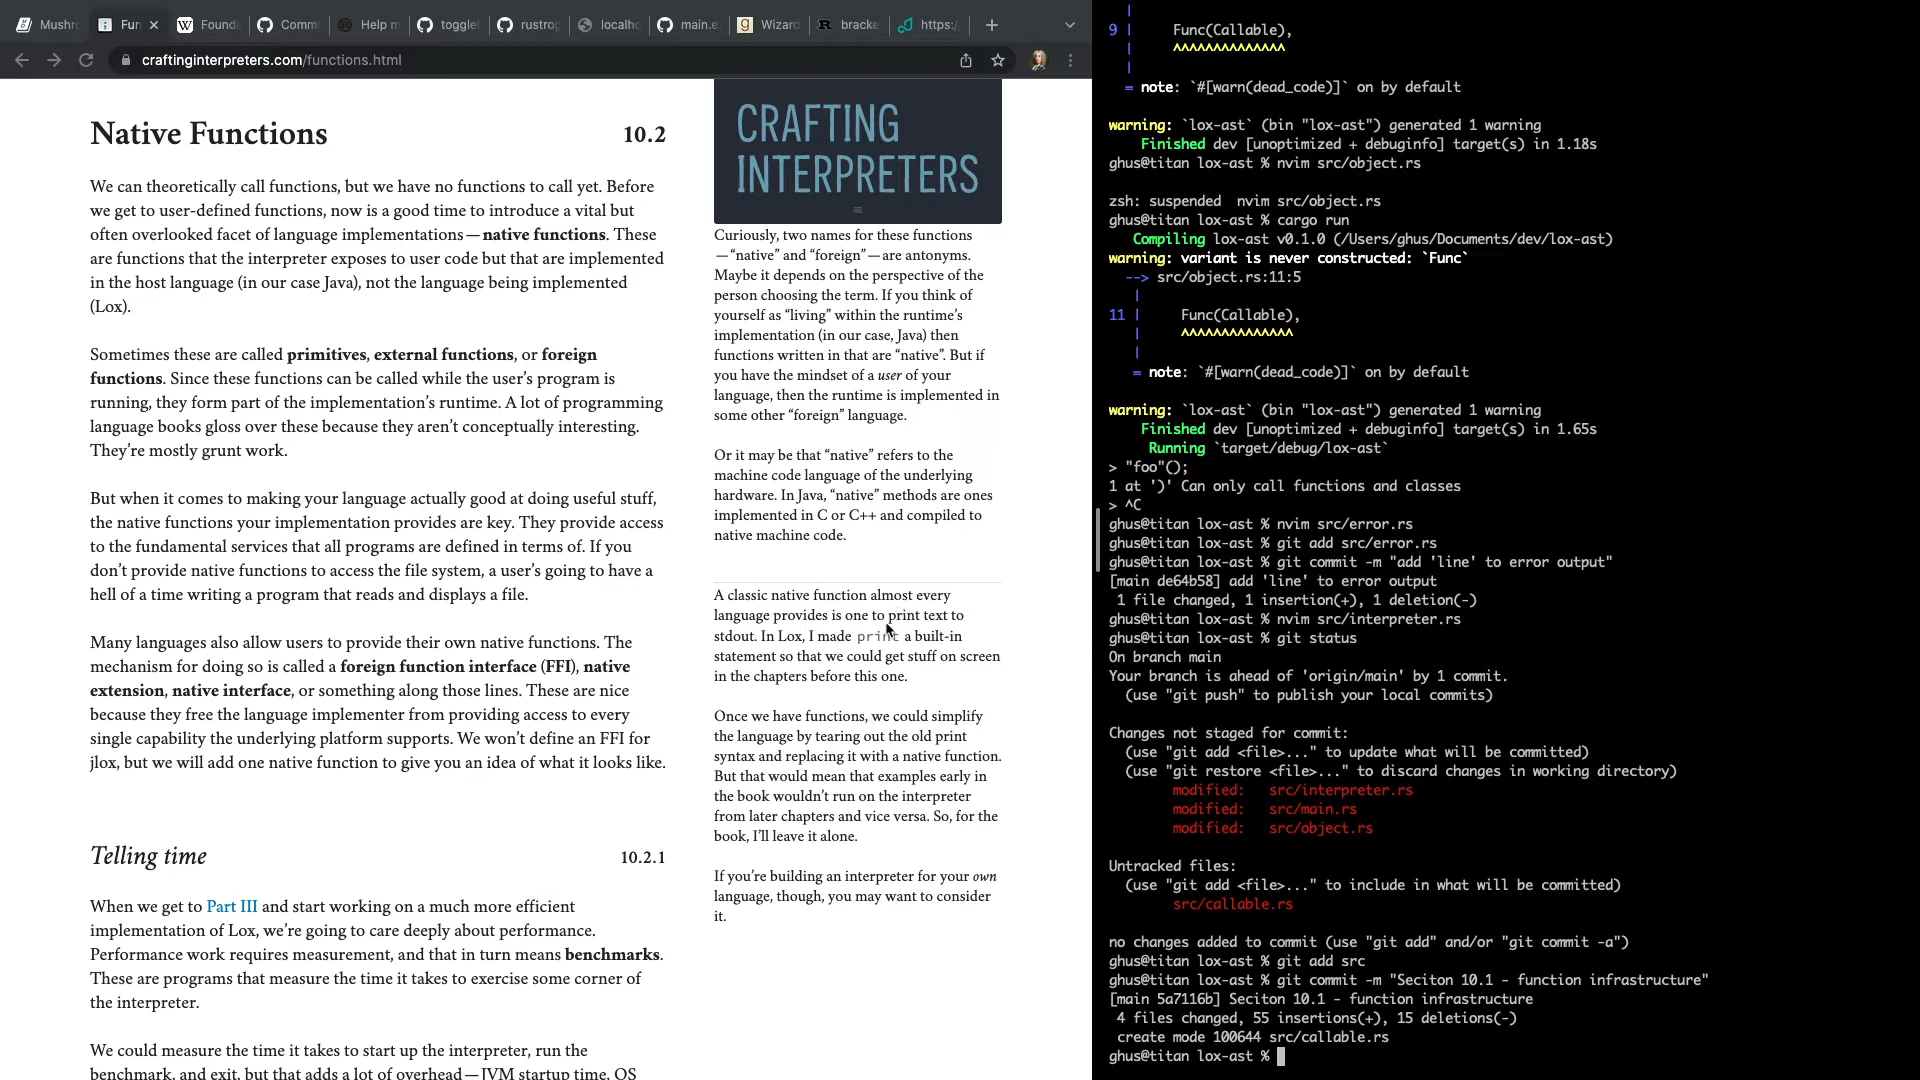 Mushr
Fun
Founda
Commi
Help m
toggle
rustro
localh
main.e
Wizard
bracke
https:/
craftinginterpreters.com/functions.html
Native Functions
10.2
We can theoretically call functions, but we have no functions to call yet. Before
we get to user-defined functions, now is a good time to introduce a vital but
often overlooked facet of language implementations—native functions. These
are functions that the interpreter exposes to user code but that are implemented
in the host language (in our case Java), not the language being implemented
(Lox).
Sometimes these are called primitives, external functions, or foreign
functions. Since these functions can be called while the user’s program is
running, they form part of the implementation’s runtime. A lot of programming
language books gloss over these because they aren’t conceptually interesting.
They’re mostly grunt work.
But when it comes to making your language actually good at doing useful stuff,
the native functions your implementation provides are key. They provide access
to the fundamental services that all programs are defined in terms of. If you
don’t provide native functions to access the file system, a user’s going to have a
hell of a time writing a program that reads and displays a file.
Many languages also allow users to provide their own native functions. The
mechanism for doing so is called a foreign function interface (FFI), native
extension, native interface, or something along those lines. These are nice
because they free the language implementer from providing access to every
single capability the underlying platform supports. We won’t define an FFI for
jlox, but we will add one native function to give you an idea of what it looks like.
Telling time
10.2.1
When we get to Part III and start working on a much more efficient
implementation of Lox, we’re going to care deeply about performance.
Performance work requires measurement, and that in turn means benchmarks.
These are programs that measure the time it takes to exercise some corner of
the interpreter.
We could measure the time it takes to start up the interpreter, run the
benchmark, and exit, but that adds a lot of overhead—JVM startup time, OS
CRAFTING
INTERPRETERS
Curiously, two names for these functions
—“native” and “foreign”—are antonyms.
Maybe it depends on the perspective of the
person choosing the term. If you think of
yourself as “living” within the runtime’s
implementation (in our case, Java) then
functions written in that are “native”. But if
you have the mindset of a user of your
language, then the runtime is implemented in
some other “foreign” language.
Or it may be that “native” refers to the
machine code language of the underlying
hardware. In Java, “native” methods are ones
implemented in C or C++ and compiled to
native machine code.
A classic native function almost every
language provides is one to print text to
stdout. In Lox, I made print a built-in
statement so that we could get stuff on screen
in the chapters before this one.
Once we have functions, we could simplify
the language by tearing out the old print
syntax and replacing it with a native function.
But that would mean that examples early in
the book wouldn’t run on the interpreter
from later chapters and vice versa. So, for the
book, I’ll leave it alone.
If you’re building an interpreter for your own
language, though, you may want to consider
it.
|
9 |     Func(Callable),
|     ^^^^^^^^^^^^^^
|
= note: `#[warn(dead_code)]` on by default
warning: `lox-ast` (bin "lox-ast") generated 1 warning
Finished dev [unoptimized + debuginfo] target(s) in 1.18s
ghus@titan lox-ast % nvim src/object.rs
zsh: suspended  nvim src/object.rs
ghus@titan lox-ast % cargo run
Compiling lox-ast v0.1.0 (/Users/ghus/Documents/dev/lox-ast)
warning: variant is never constructed: `Func`
--> src/object.rs:11:5
|
11 |     Func(Callable),
|     ^^^^^^^^^^^^^^
|
= note: `#[warn(dead_code)]` on by default
warning: `lox-ast` (bin "lox-ast") generated 1 warning
Finished dev [unoptimized + debuginfo] target(s) in 1.65s
Running `target/debug/lox-ast`
> "foo"();
1 at ')' Can only call functions and classes
> ^C
ghus@titan lox-ast % nvim src/error.rs
ghus@titan lox-ast % git add src/error.rs
ghus@titan lox-ast % git commit -m "add 'line' to error output"
[main de64b58] add 'line' to error output
1 file changed, 1 insertion(+), 1 deletion(-)
ghus@titan lox-ast % nvim src/interpreter.rs
ghus@titan lox-ast % git status
On branch main
Your branch is ahead of 'origin/main' by 1 commit.
(use "git push" to publish your local commits)
Changes not staged for commit:
(use "git add <file>..." to update what will be committed)
(use "git restore <file>..." to discard changes in working directory)
modified:   src/interpreter.rs
modified:   src/main.rs
modified:   src/object.rs
Untracked files:
(use "git add <file>..." to include in what will be committed)
src/callable.rs
no changes added to commit (use "git add" and/or "git commit -a")
ghus@titan lox-ast % git add src
ghus@titan lox-ast % git commit -m "Seciton 10.1 - function infrastructure"
[main 5a7116b] Seciton 10.1 - function infrastructure
4 files changed, 55 insertions(+), 15 deletions(-)
create mode 100644 src/callable.rs
ghus@titan lox-ast %